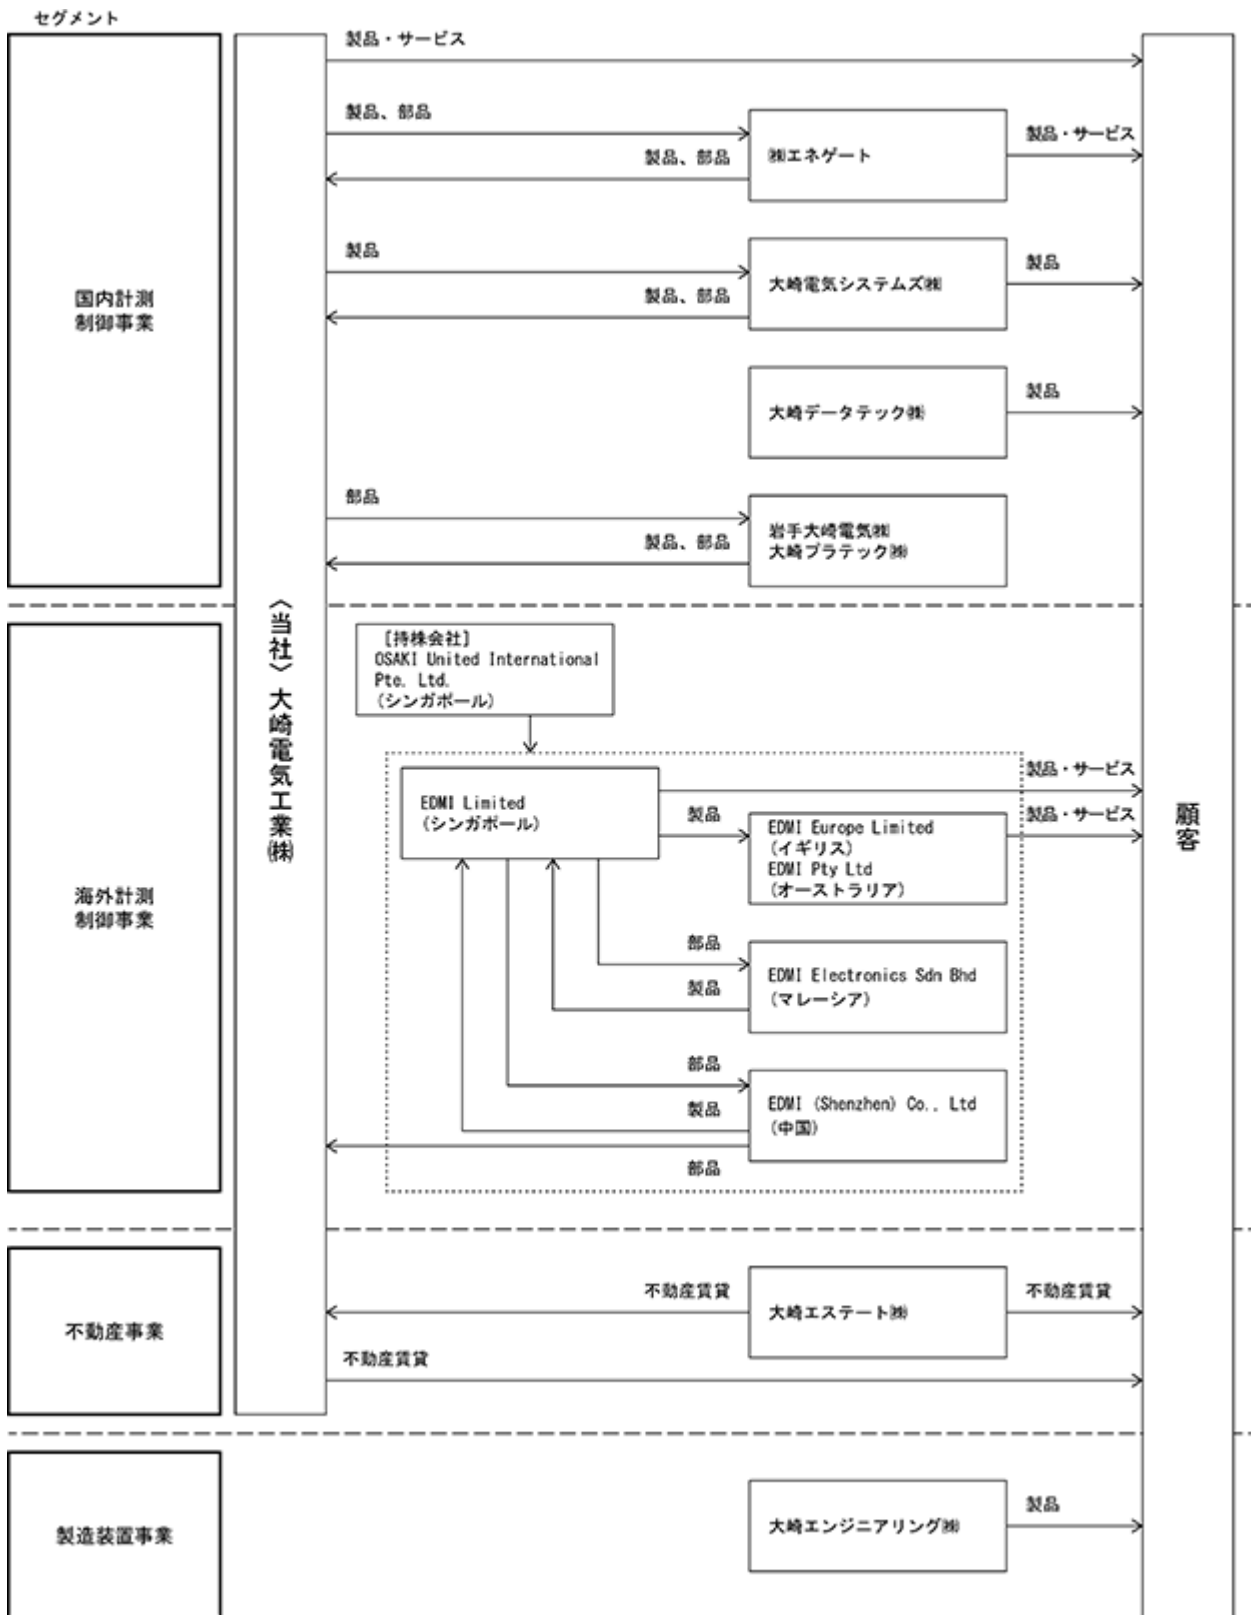 セグメント
国内計測
制御事業
〈当社〉大崎電気工業㈱
顧客
製品・サービス
製品、部品
製品、部品
㈱エネゲート
製品・サービス
製品
製品、部品
大崎電気システムズ㈱
製品
大崎データテック㈱
製品
部品
製品、部品
岩手大崎電気㈱
大崎プラテック㈱
海外計測
制御事業
[持株会社]
OSAKI United International
Pte. Ltd.
(シンガポール)
EDMI Limited
(シンガポール)
製品・サービス
製品
EDMI Europe Limited
(イギリス)
EDMI Pty Ltd
(オーストラリア)
製品・サービス
部品
製品
EDMI Electronics Sdn Bhd
(マレーシア)
部品
製品
部品
EDMI (Shenzhen) Co., Ltd
(中国)
不動産事業
不動産賃貸
大崎エステート㈱
不動産賃貸
不動産賃貸
製造装置事業
大崎エンジニアリング㈱
製品